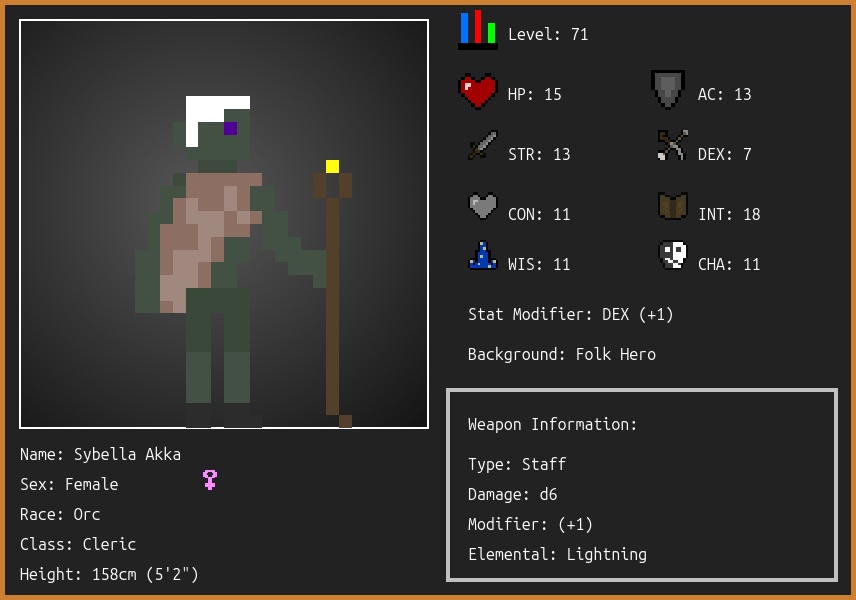 Level: 71
HP: 15
AC: 13
STR: 13
DEX: 7
CON: 11
INT: 18
WIS: 11
CHA: 11
Stat Modifier: DEX (+1)
Background: Folk Hero
Weapon Information:
Type: Staff
Damage: d6
Modifier: (+1)
Elemental: Lightning
Name: Sybella Akka
Sex: Female
Race: Orc
Class: Cleric
Height: 158cm (5'2")